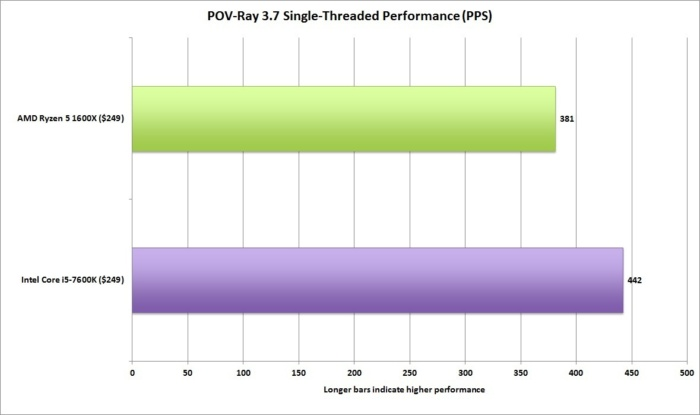 POV-Ray 3.7 Single-Threaded Performance (PPS)
AMD Ryzen 5 1600X ($249)
381
Intel Core i5-7600K ($249)
442
0 50 100 150 200 250 300 350 400 450 500
Longer bars indicate higher performance